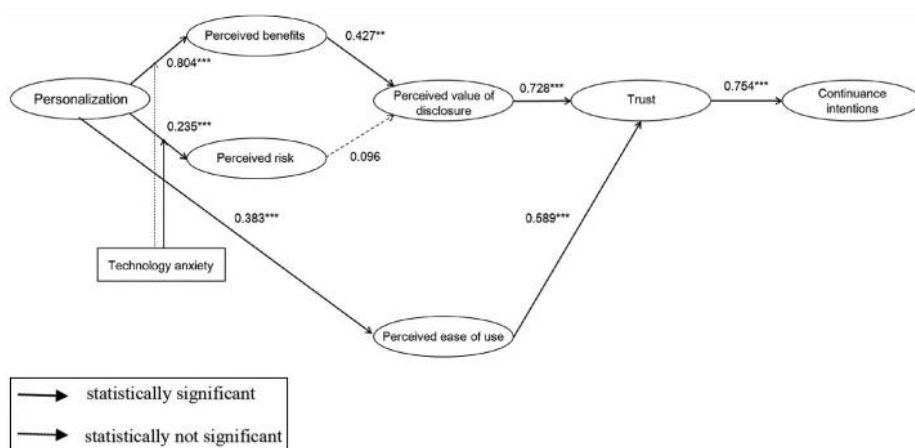 Perceived benefits
0.427**
0.804***
Personalization
Perceived value of
disclosure
0.728***
Trust
0.754***
Continuance
intentions
0.235***
Perceived risk
0.096
0.383***
0.589***
Technology anxiety
Perceived ease of use
statistically significant
statistically not significant